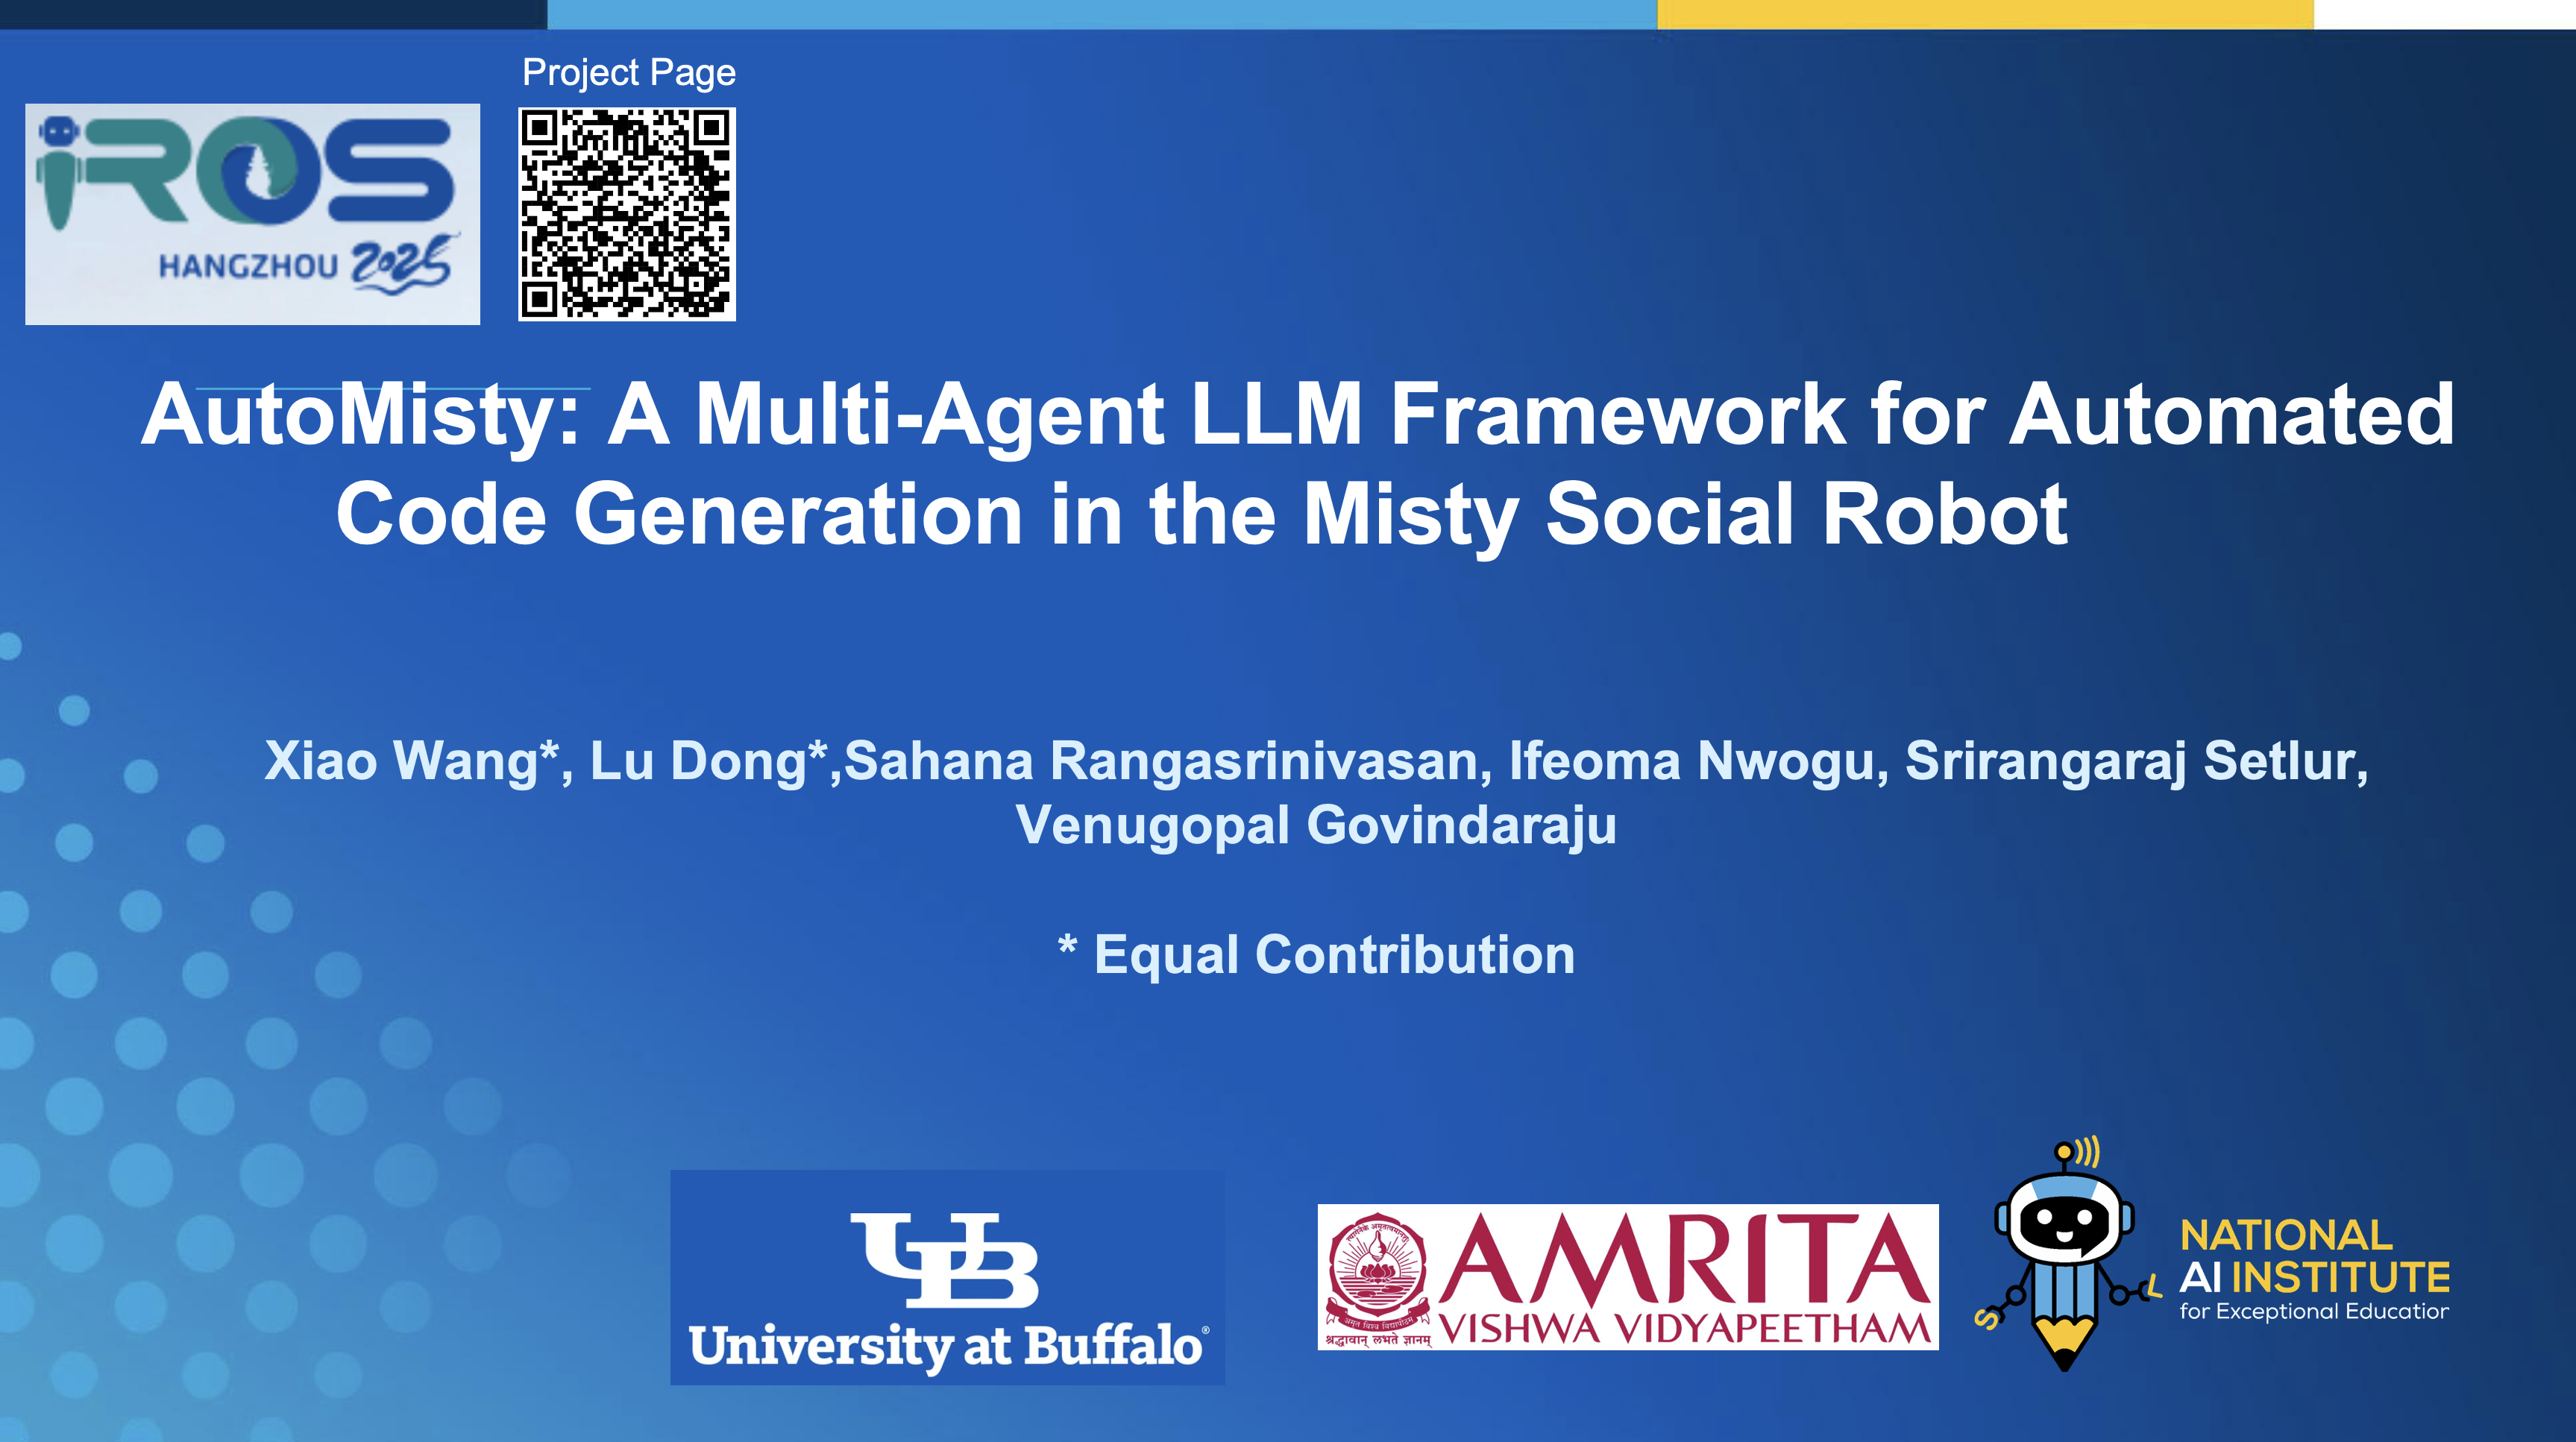 Project Page
iROS
HANGZHOU 2025
AutoMisty: A Multi-Agent LLM Framework for Automated
Code Generation in the Misty Social Robot
Xiao Wang*, Lu Dong*,Sahana Rangasrinivasan, Ifeoma Nwogu, Srirangaraj Setlur,
Venugopal Govindaraju
* Equal Contribution
UB
University at Buffalo®
AMRITA
VISHWA VIDYAPEETHAM
श्रद्धावान् लभते ज्ञानम्
NATIONAL
AI INSTITUTE
for Exceptional Education